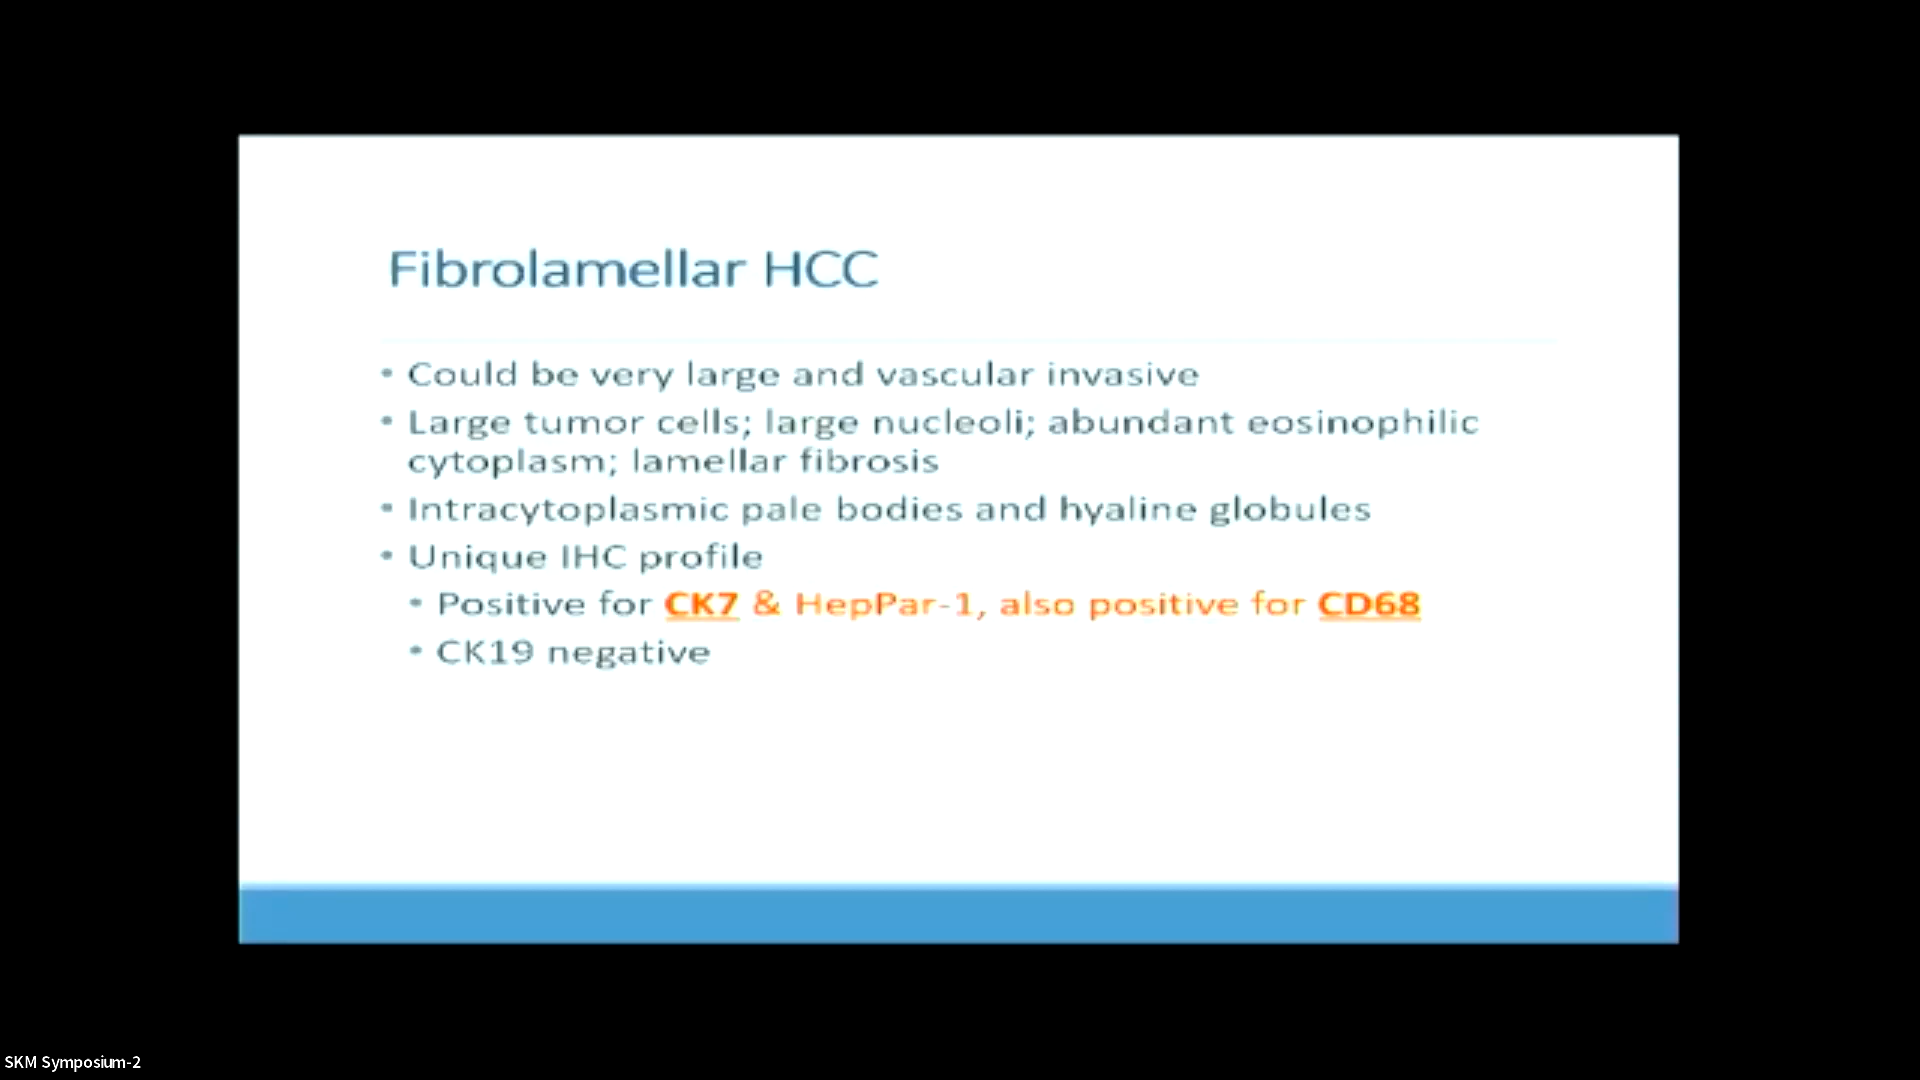 Fibrolamellar HCC
• Could be very large and vascular invasive
• Large tumor cells; large nucleoli; abundant eosinophilic
cytoplasm; lamellar fibrosis
• Intracytoplasmic pale bodies and hyaline globules
• Unique IHC profile
• Positive for CK7 & HepPar-1, also positive for CD68
• CK19 negative
SKM Symposium-2